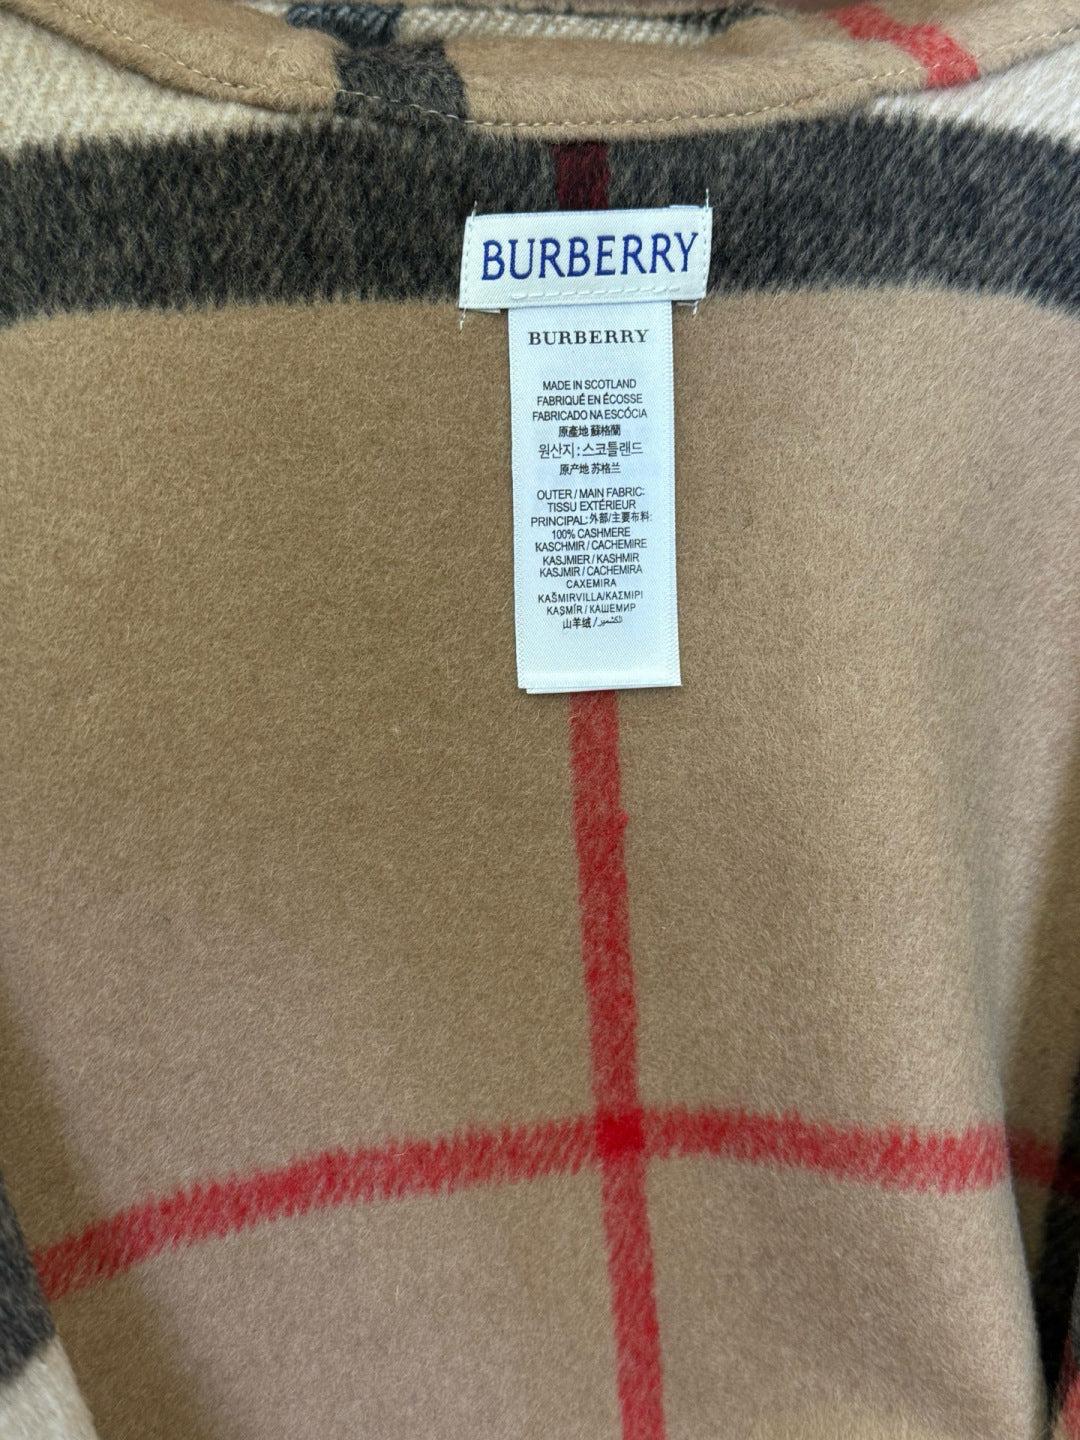 BURBERRY
BURBERRY
MADE IN SCOTLAND
FABRIQUÉ EN ÉCOSSE
FABRICADO NA ESCÓCIA
原產地 蘇格蘭
원산지 : 스코틀랜드
原产地 苏格兰
OUTER / MAIN FABRIC:
TISSU EXTÉRIEUR
PRINCIPAL: 外部/主要布料:
100% CASHMERE
KASCHMIR / CACHEMIRE
KASJMIER / KASHMIR
KASJMIR / CACHEMIRA
CAXEMIRA
KAŠMIRVILLA/ΚΑΣΜΙΡΙ
KAŞMİR / КАШЕМИР
山羊绒 / الكشمير